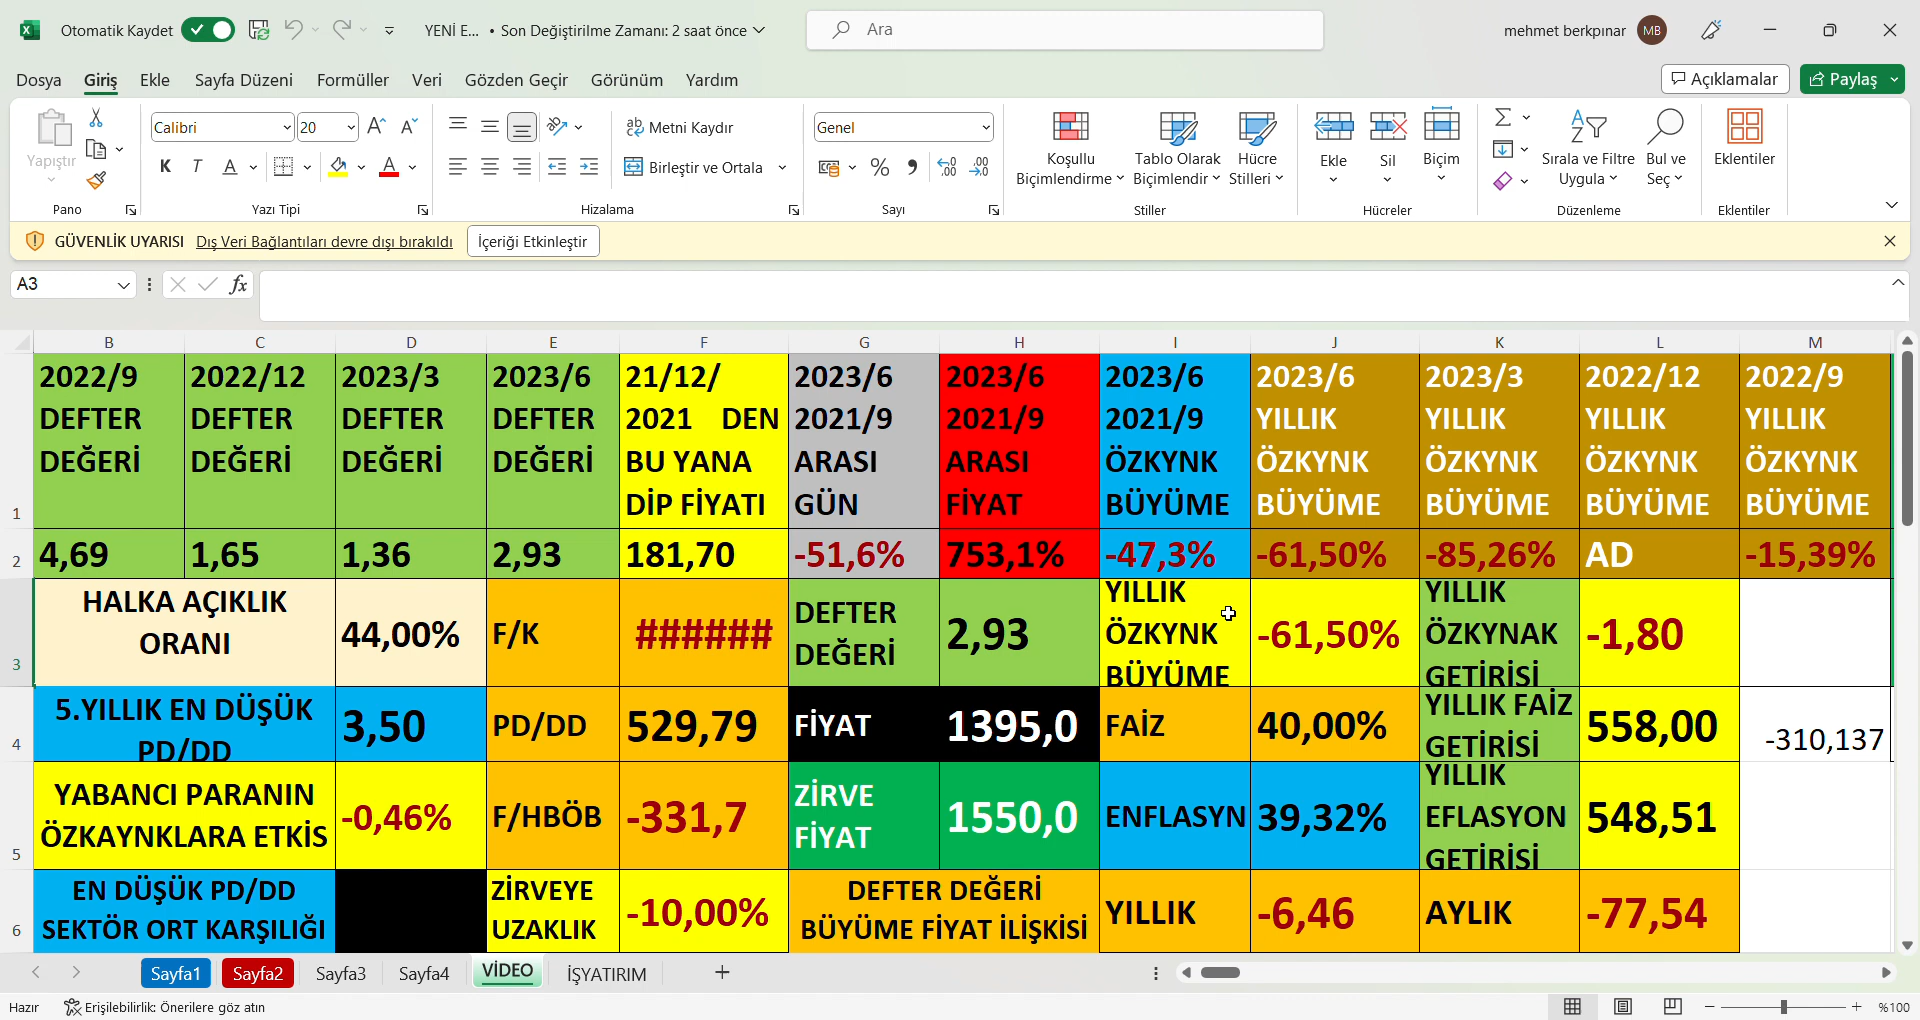 Otomatik Kaydet
YENİ E... • Son Değiştirilme Zamanı: 2 saat önce
Ara
mehmet berkpınar MB
Dosya Giriş Ekle Sayfa Düzeni Formüller Veri Gözden Geçir Görünüm Yardım
Açıklamalar Paylaş
Yapıştır
Calibri 20
Metni Kaydır
Birleştir ve Ortala
Genel
Koşullu Biçimlendirme
Tablo Olarak Biçimlendir
Hücre Stilleri
Ekle Sil Biçim
Sırala ve Filtre Uygula
Bul ve Seç
Eklentiler
Pano Yazı Tipi Hizalama Sayı Stiller Hücreler Düzenleme Eklentiler
GÜVENLİK UYARISI Dış Veri Bağlantıları devre dışı bırakıldı İçeriği Etkinleştir
A3 fx
B C D E F G H I J K L M
1
2022/9 DEFTER DEĞERİ
2022/12 DEFTER DEĞERİ
2023/3 DEFTER DEĞERİ
2023/6 DEFTER DEĞERİ
21/12/ 2021 DEN BU YANA DİP FİYATI
2023/6 2021/9 ARASI GÜN
2023/6 2021/9 ARASI FİYAT
2023/6 2021/9 ÖZKYNK BÜYÜME
2023/6 YILLIK ÖZKYNK BÜYÜME
2023/3 YILLIK ÖZKYNK BÜYÜME
2022/12 YILLIK ÖZKYNK BÜYÜME
2022/9 YILLIK ÖZKYNK BÜYÜME
2 4,69 1,65 1,36 2,93 181,70 -51,6% 753,1% -47,3% -61,50% -85,26% AD -15,39%
3 HALKA AÇIKLIK ORANI 44,00% F/K ###### DEFTER DEĞERİ 2,93 YILLIK ÖZKYNK BÜYÜME -61,50% YILLIK ÖZKYNAK GETİRİSİ -1,80
4 5.YILLIK EN DÜŞÜK PD/DD 3,50 PD/DD 529,79 FİYAT 1395,0 FAİZ 40,00% YILLIK FAİZ GETİRİSİ 558,00 -310,137
5 YABANCI PARANIN ÖZKAYNKLARA ETKİS -0,46% F/HBÖB -331,7 ZİRVE FİYAT 1550,0 ENFLASYN 39,32% YILLIK EFLASYON GETİRİSİ 548,51
6 EN DÜŞÜK PD/DD SEKTÖR ORT KARŞILIĞI ZİRVEYE UZAKLIK -10,00% DEFTER DEĞERİ BÜYÜME FİYAT İLİŞKİSİ YILLIK -6,46 AYLIK -77,54
Sayfa1 Sayfa2 Sayfa3 Sayfa4 VİDEO İŞYATIRIM
Hazır Erişilebilirlik: Önerilere göz atın %100